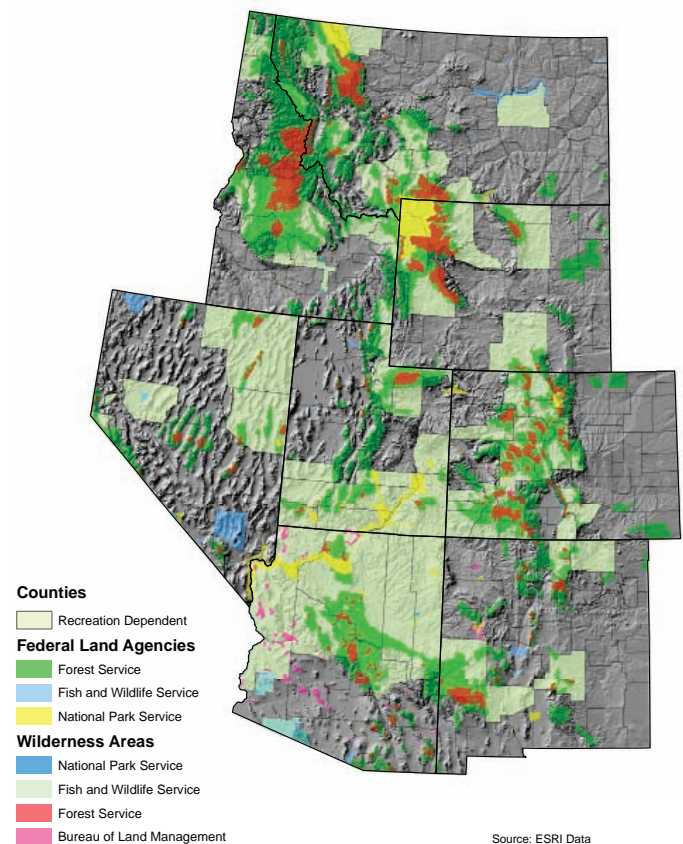 Counties
Recreation Dependent
Federal Land Agencies
Forest Service
Fish and Wildlife Service
National Park Service
Wilderness Areas
National Park Service
Fish and Wildlife Service
Forest Service
Bureau of Land Management
Source: ESRI Data